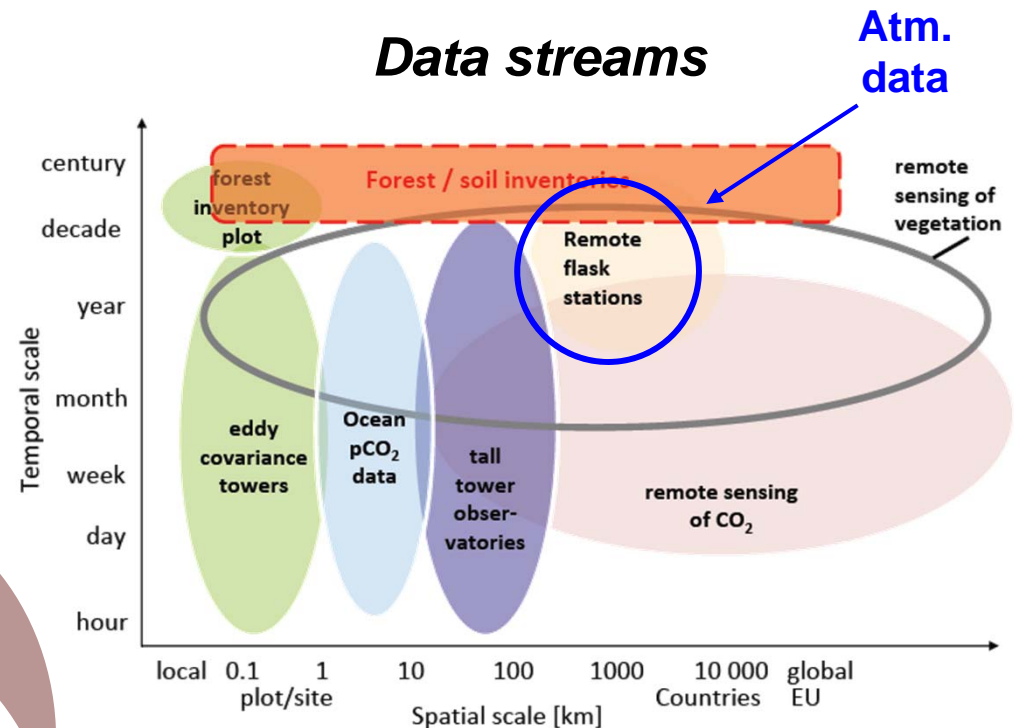 Data streams
Atm.
data
century
decade
year
month
week
day
hour
Temporal scale
forest
inventory
plot
Forest / soil inventories
Remote
flask
stations
remote
sensing of
vegetation
eddy
covariance
towers
Ocean
pCO₂
data
tall
tower
obser-
vatories
remote sensing
of CO₂
local 0.1 1 10 100 1000 10 000 global
plot/site Countries EU
Spatial scale [km]